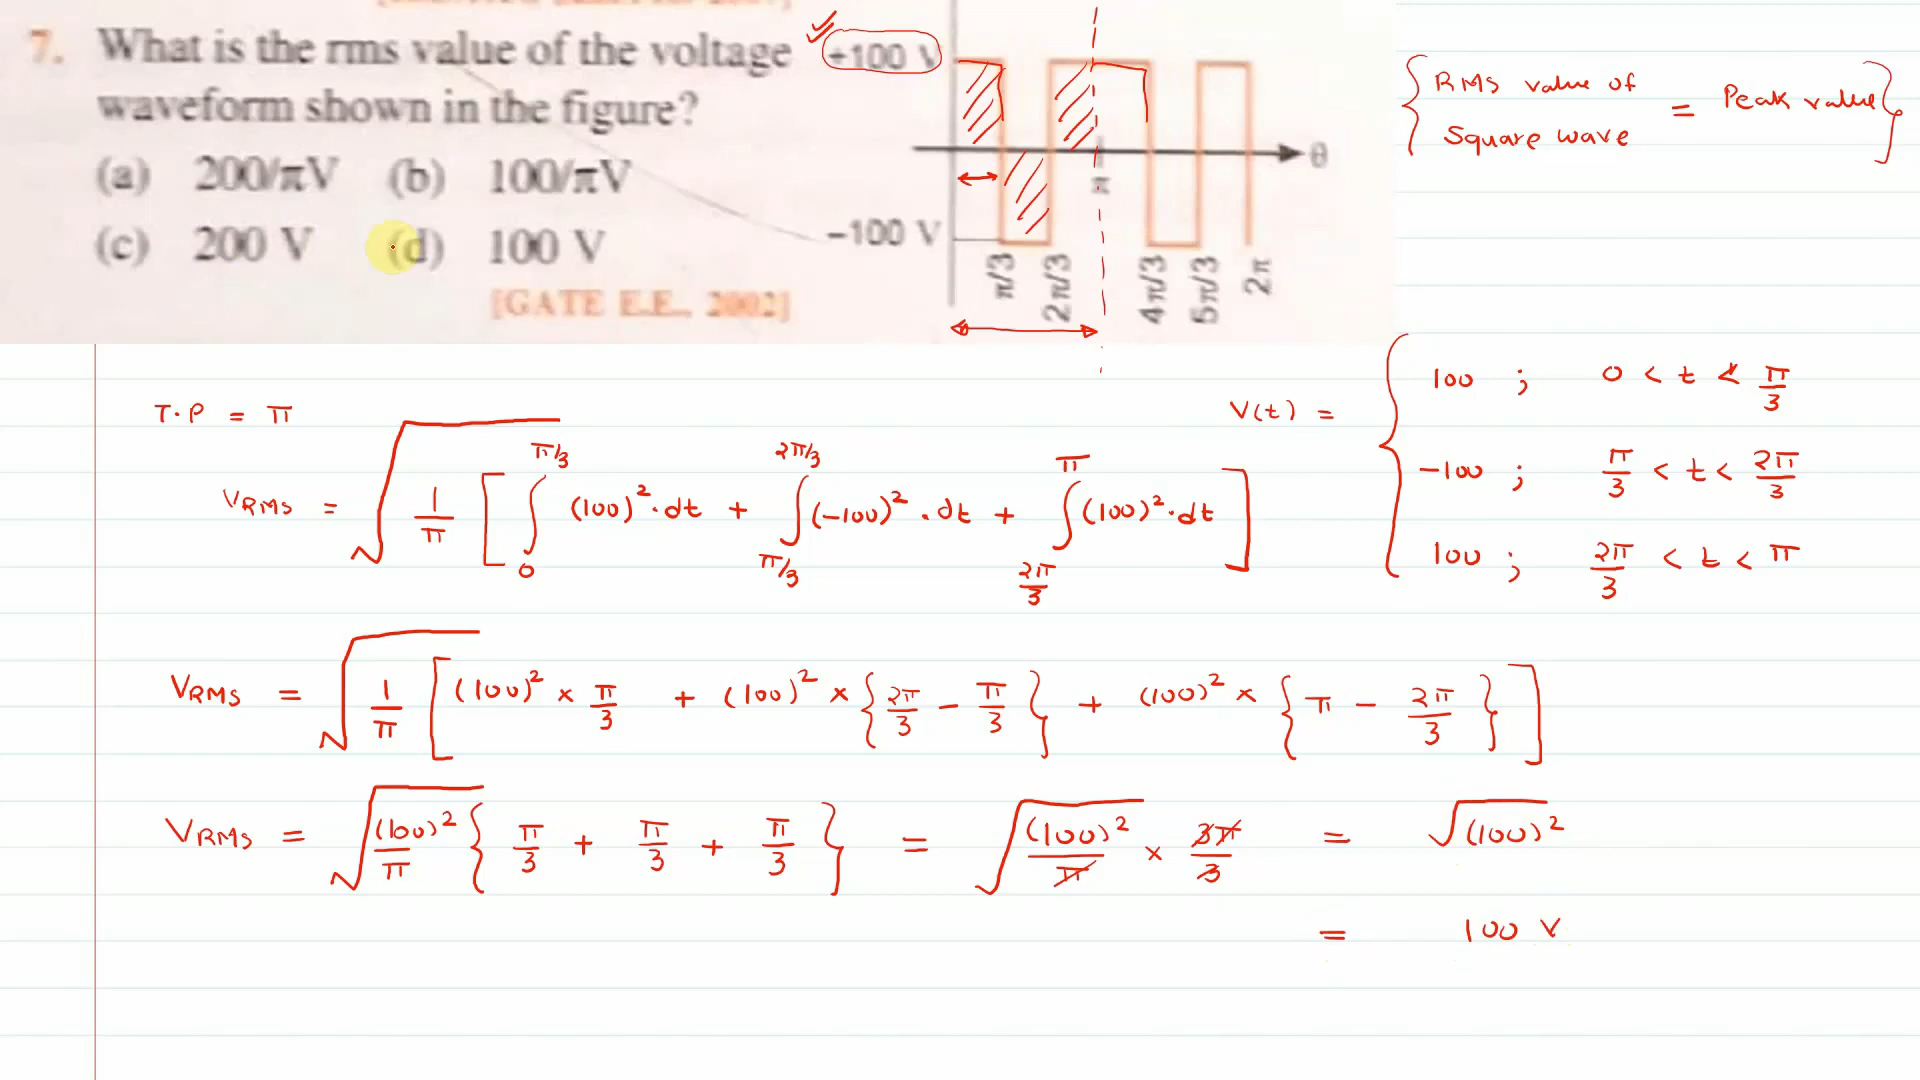 7. What is the rms value of the voltage
waveform shown in the figure?
(a) 200/πV (b) 100/πV
(c) 200 V (d) 100 V
[GATE E.E., 2002]
+100 V
−100 V
θ
π
π/3
2π/3
4π/3
5π/3
2π
{ RMS value of Square wave = Peak value }
T.P = π
V(t) = { 100 ; 0 < t < π/3
-100 ; π/3 < t < 2π/3
100 ; 2π/3 < t < π
VRMS = √ 1/π [ ∫₀^π/3 (100)² . dt + ∫π/3^2π/3 (-100)² . dt + ∫2π/3^π (100)² . dt ]
VRMS = √ 1/π [ (100)² × π/3 + (100)² × { 2π/3 - π/3 } + (100)² × { π - 2π/3 } ]
VRMS = √ (100)²/π { π/3 + π/3 + π/3 } = √ (100)²/π × 3π/3 = √(100)²
= 100 V